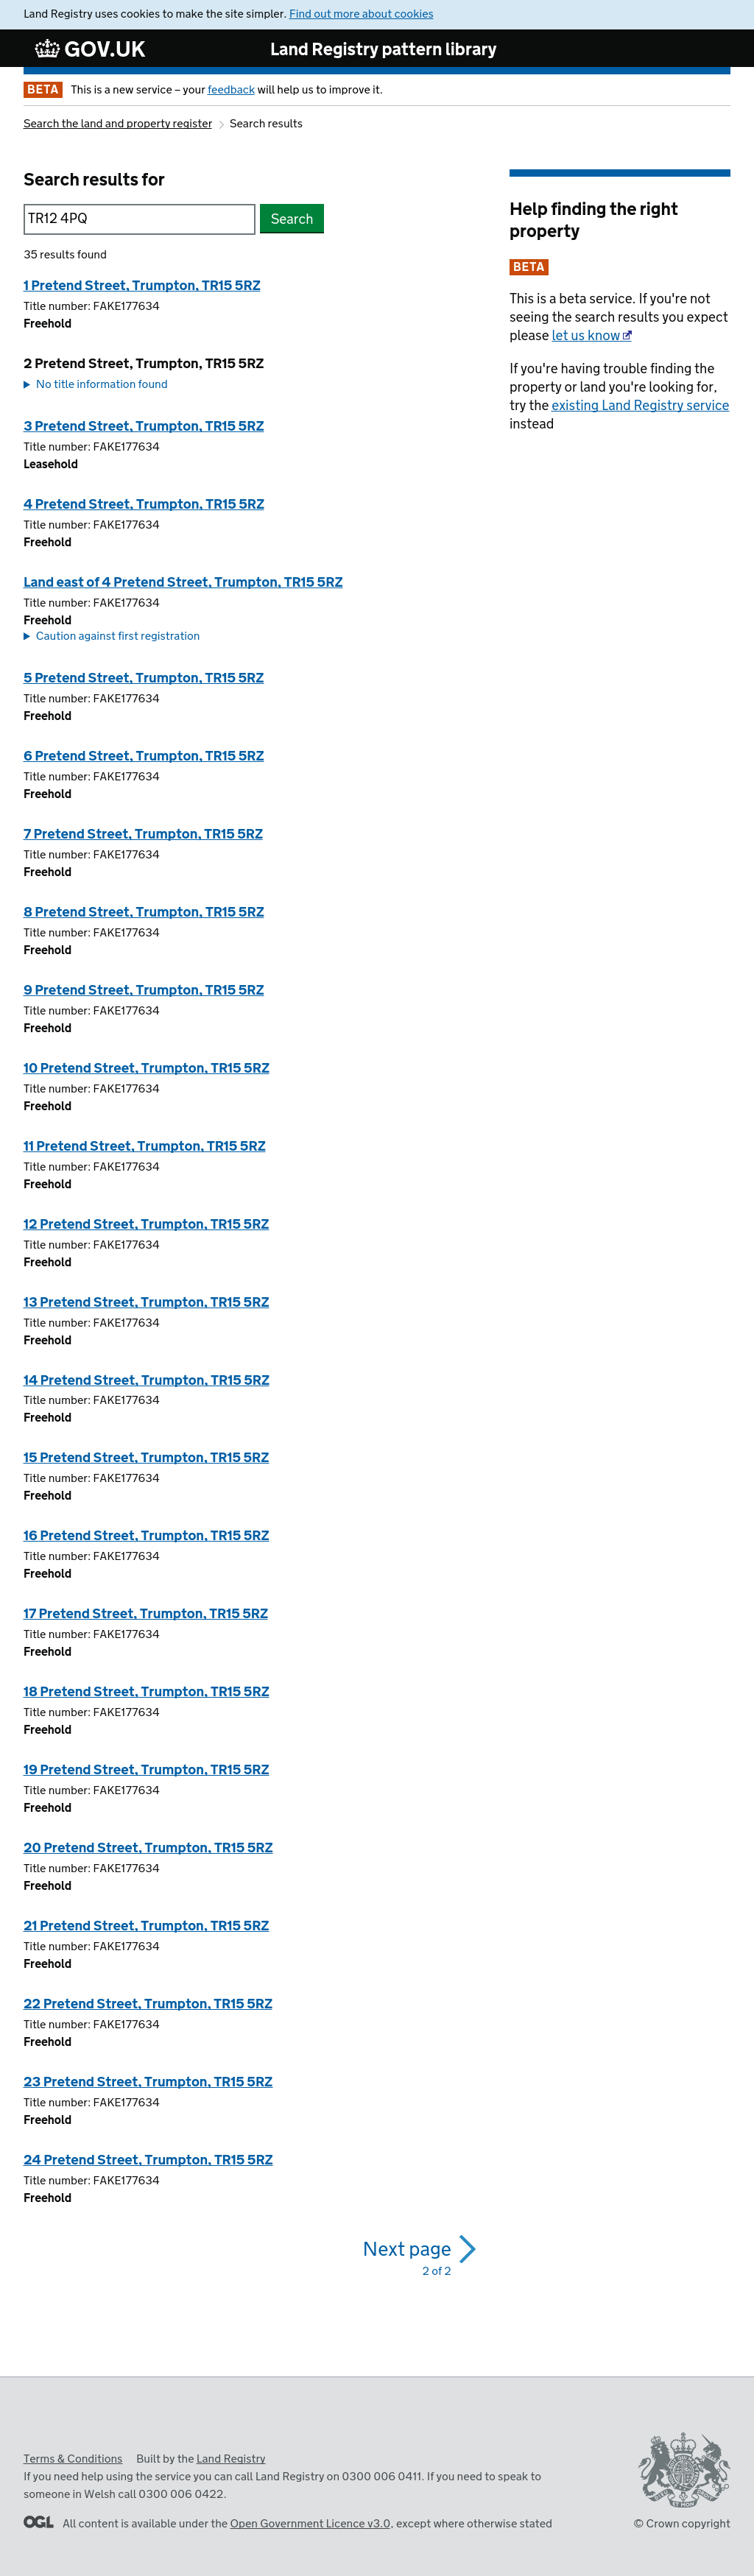 Land Registry uses cookies to make the site simpler. Find out more about cookies
GOV.UK
Land Registry pattern library
BETA This is a new service – your feedback will help us to improve it.
Search the land and property register
Search results
Search results for
TR12 4PQ
Search
35 results found
1 Pretend Street, Trumpton, TR15 5RZ
Title number: FAKE177634
Freehold
2 Pretend Street, Trumpton, TR15 5RZ
No title information found
3 Pretend Street, Trumpton, TR15 5RZ
Title number: FAKE177634
Leasehold
4 Pretend Street, Trumpton, TR15 5RZ
Title number: FAKE177634
Freehold
Land east of 4 Pretend Street, Trumpton, TR15 5RZ
Title number: FAKE177634
Freehold
Caution against first registration
5 Pretend Street, Trumpton, TR15 5RZ
Title number: FAKE177634
Freehold
6 Pretend Street, Trumpton, TR15 5RZ
Title number: FAKE177634
Freehold
7 Pretend Street, Trumpton, TR15 5RZ
Title number: FAKE177634
Freehold
8 Pretend Street, Trumpton, TR15 5RZ
Title number: FAKE177634
Freehold
9 Pretend Street, Trumpton, TR15 5RZ
Title number: FAKE177634
Freehold
10 Pretend Street, Trumpton, TR15 5RZ
Title number: FAKE177634
Freehold
11 Pretend Street, Trumpton, TR15 5RZ
Title number: FAKE177634
Freehold
12 Pretend Street, Trumpton, TR15 5RZ
Title number: FAKE177634
Freehold
13 Pretend Street, Trumpton, TR15 5RZ
Title number: FAKE177634
Freehold
14 Pretend Street, Trumpton, TR15 5RZ
Title number: FAKE177634
Freehold
15 Pretend Street, Trumpton, TR15 5RZ
Title number: FAKE177634
Freehold
16 Pretend Street, Trumpton, TR15 5RZ
Title number: FAKE177634
Freehold
17 Pretend Street, Trumpton, TR15 5RZ
Title number: FAKE177634
Freehold
18 Pretend Street, Trumpton, TR15 5RZ
Title number: FAKE177634
Freehold
19 Pretend Street, Trumpton, TR15 5RZ
Title number: FAKE177634
Freehold
20 Pretend Street, Trumpton, TR15 5RZ
Title number: FAKE177634
Freehold
21 Pretend Street, Trumpton, TR15 5RZ
Title number: FAKE177634
Freehold
22 Pretend Street, Trumpton, TR15 5RZ
Title number: FAKE177634
Freehold
23 Pretend Street, Trumpton, TR15 5RZ
Title number: FAKE177634
Freehold
24 Pretend Street, Trumpton, TR15 5RZ
Title number: FAKE177634
Freehold
Next page
2 of 2
Help finding the right
property
BETA
This is a beta service. If you're not
seeing the search results you expect
please let us know
If you're having trouble finding the
property or land you're looking for,
try the existing Land Registry service
instead
Terms & Conditions Built by the Land Registry
If you need help using the service you can call Land Registry on 0300 006 0411. If you need to speak to
someone in Welsh call 0300 006 0422.
OGL All content is available under the Open Government Licence v3.0, except where otherwise stated
© Crown copyright